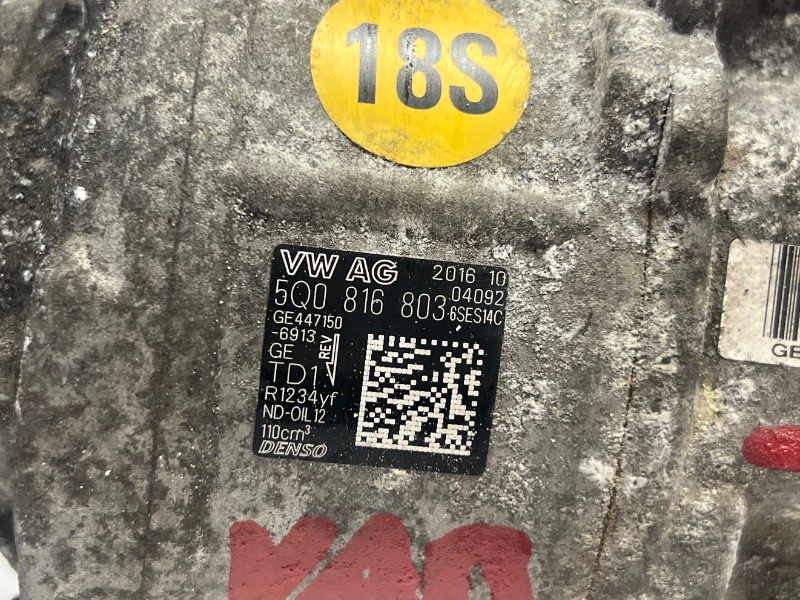 18S
VW AG 2016 10
5Q0 816 803 04092
GE447150 6SES14C
-6913
GE REV
TD1
R1234yf
ND-OIL12
110cm³
DENSO
GE